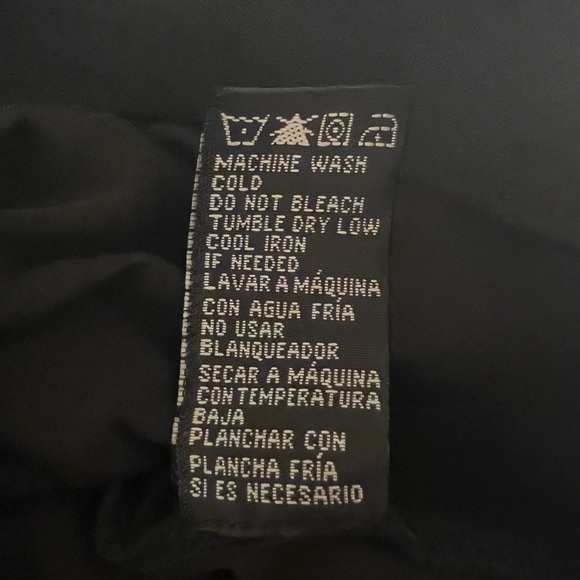 MACHINE WASH
COLD
DO NOT BLEACH
TUMBLE DRY LOW
COOL IRON
IF NEEDED
LAVAR A MÁQUINA
CON AGUA FRÍA
NO USAR
BLANQUEADOR
SECAR A MÁQUINA
CON TEMPERATURA
BAJA
PLANCHAR CON
PLANCHA FRÍA
SI ES NECESARIO